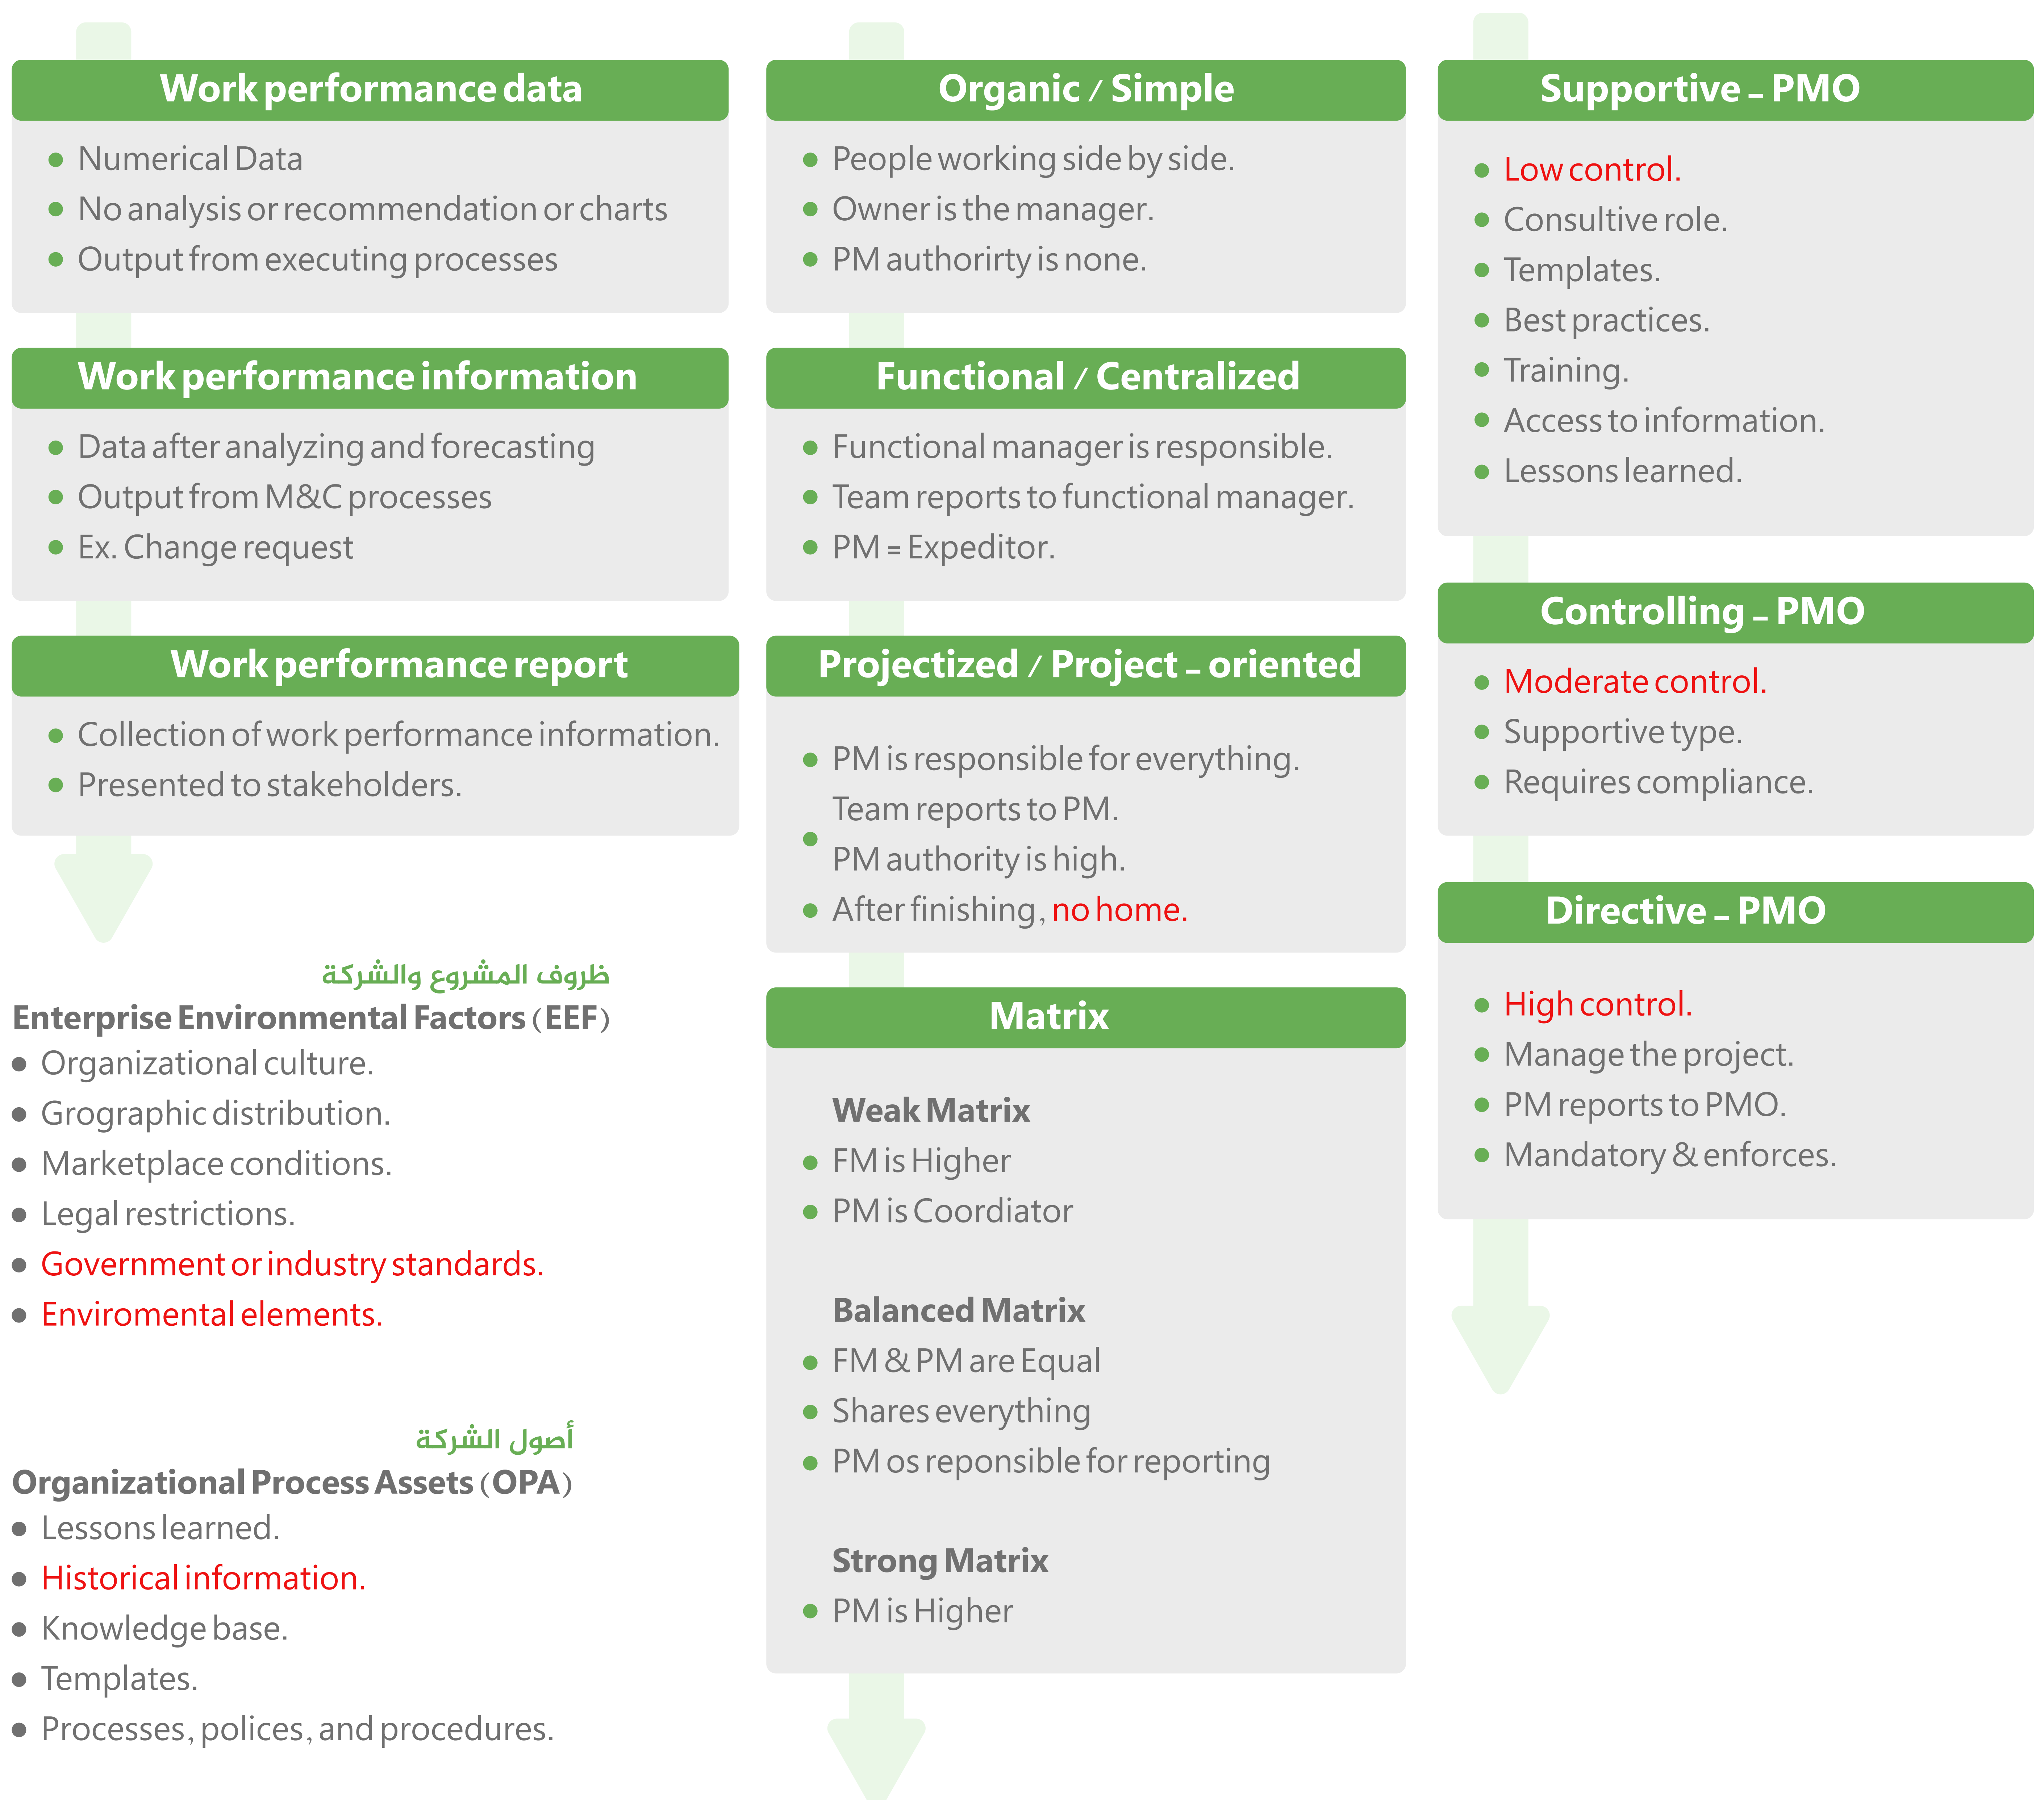 Work performance data
Numerical Data
No analysis or recommendation or charts
Output from executing processes
Work performance information
Data after analyzing and forecasting
Output from M&C processes
Ex. Change request
Work performance report
Collection of work performance information.
Presented to stakeholders.
ظروف المشروع والشركة
Enterprise Environmental Factors (EEF)
Organizational culture.
Grographic distribution.
Marketplace conditions.
Legal restrictions.
Government or industry standards.
Enviromental elements.
أصول الشركة
Organizational Process Assets (OPA)
Lessons learned.
Historical information.
Knowledge base.
Templates.
Processes, polices, and procedures.
Organic / Simple
People working side by side.
Owner is the manager.
PM authorirty is none.
Functional / Centralized
Functional manager is responsible.
Team reports to functional manager.
PM = Expeditor.
Projectized / Project - oriented
PM is responsible for everything.
Team reports to PM.
PM authority is high.
After finishing, no home.
Matrix
Weak Matrix
FM is Higher
PM is Coordiator
Balanced Matrix
FM & PM are Equal
Shares everything
PM os reponsible for reporting
Strong Matrix
PM is Higher
Supportive - PMO
Low control.
Consultive role.
Templates.
Best practices.
Training.
Access to information.
Lessons learned.
Controlling - PMO
Moderate control.
Supportive type.
Requires compliance.
Directive - PMO
High control.
Manage the project.
PM reports to PMO.
Mandatory & enforces.